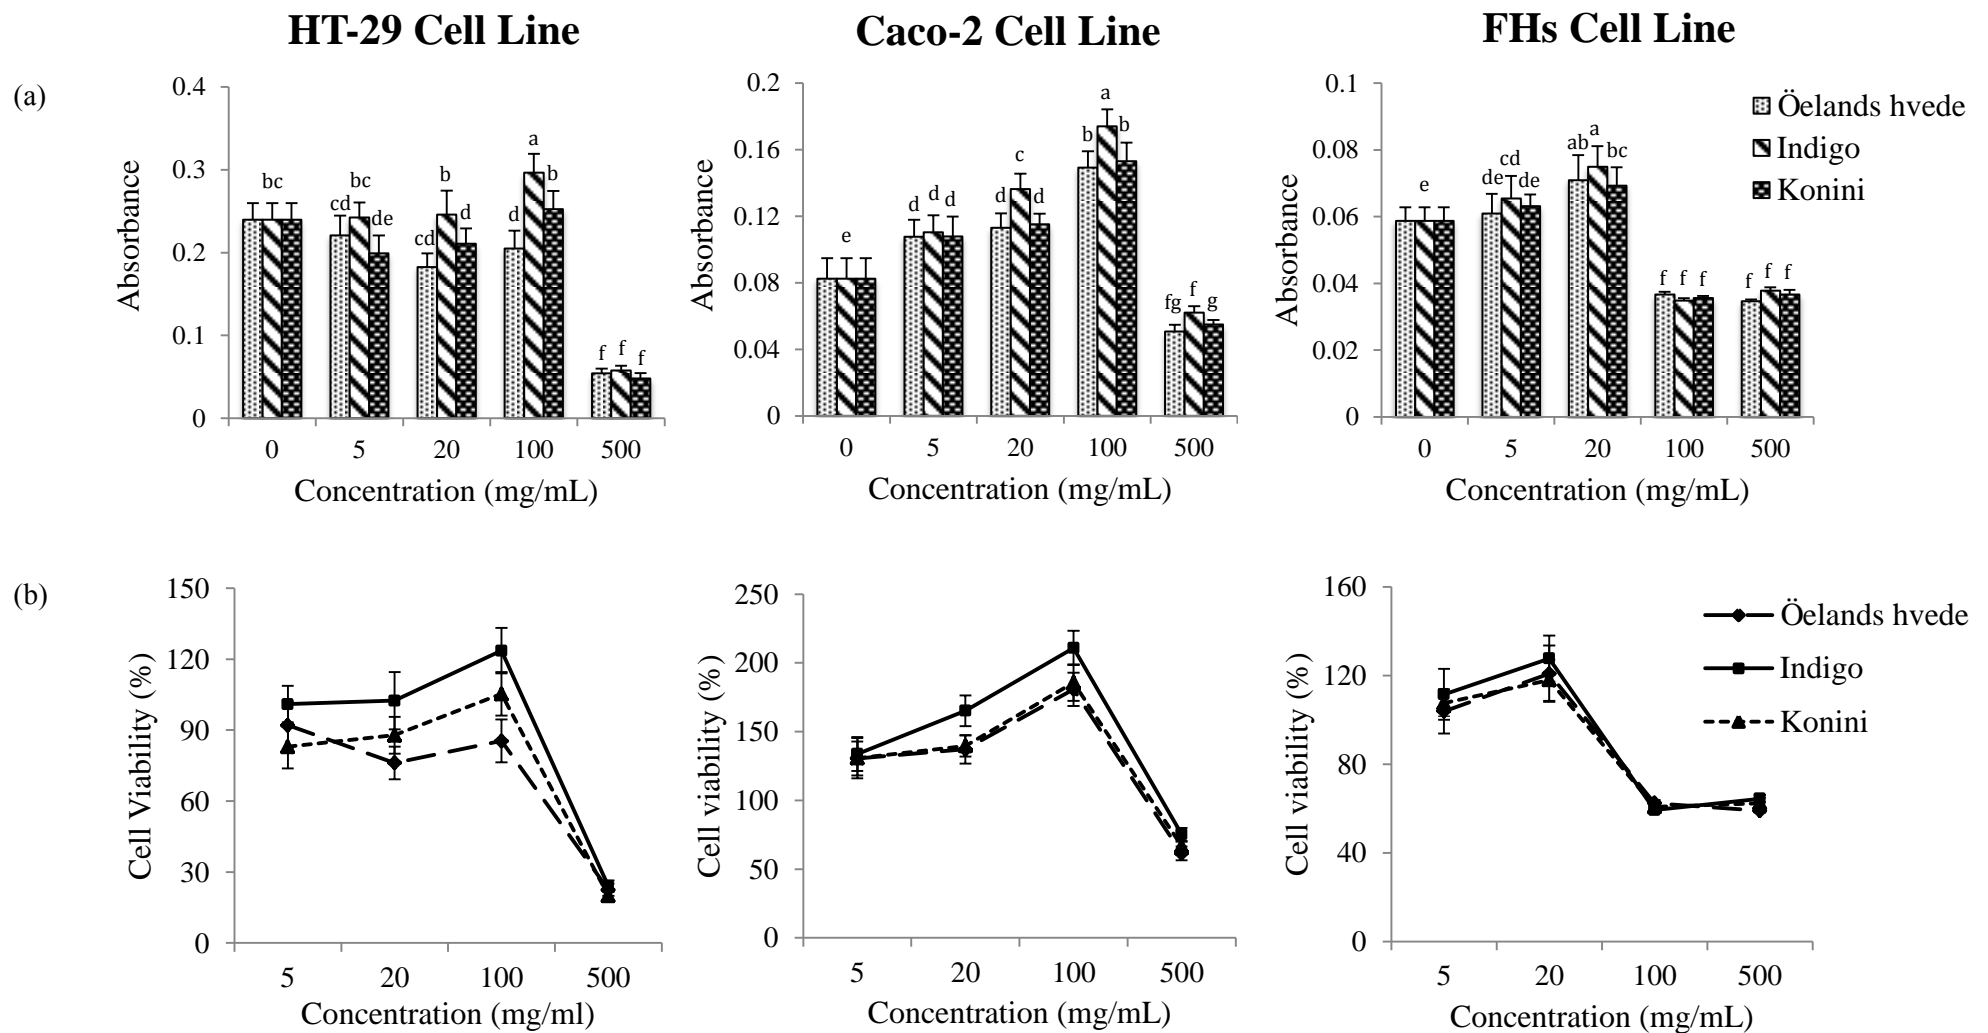 HT-29 Cell Line
Caco-2 Cell Line
FHs Cell Line
(a)
0.4
0.3
0.2
0.1
0
Absorbance
bc
cd bc de
cd b d
d a b
f f f
0 5 20 100 500
Concentration (mg/mL)
0.2
0.16
0.12
0.08
0.04
0
Absorbance
e
d d d
d c d
b a b
fg f g
0 5 20 100 500
Concentration (mg/mL)
0.1
0.08
0.06
0.04
0.02
0
Absorbance
e
de cd de
ab a bc
f f f
f f f
0 5 20 100 500
Concentration (mg/mL)
Öelands hvede
Indigo
Konini
(b)
150
120
90
60
30
0
Cell Viability (%)
5 20 100 500
Concentration (mg/ml)
250
200
150
100
50
0
Cell viability (%)
5 20 100 500
Concentration (mg/mL)
160
120
80
40
0
Cell viability (%)
5 20 100 500
Concentration (mg/mL)
Öelands hvede
Indigo
Konini